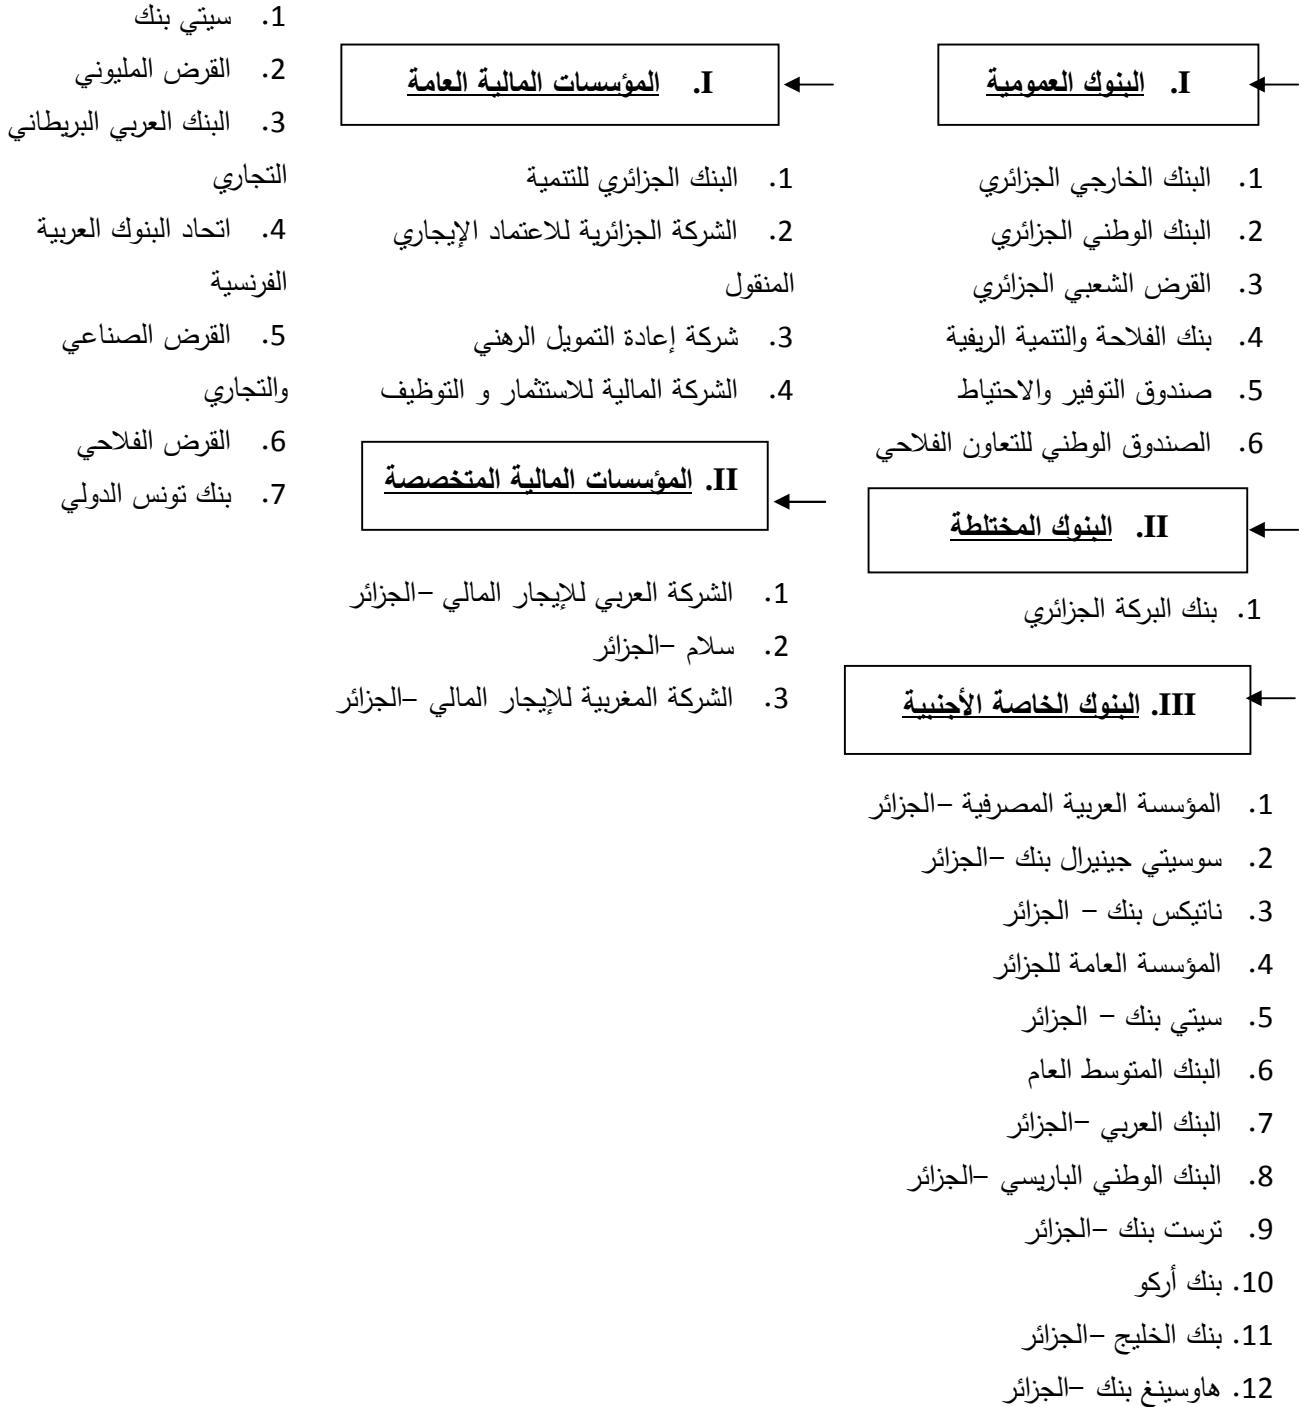 I. البنوك العمومية
1. البنك الخارجي الجزائري
2. البنك الوطني الجزائري
3. القرض الشعبي الجزائري
4. بنك الفلاحة والتنمية الريفية
5. صندوق التوفير والاحتياط
6. الصندوق الوطني للتعاون الفلاحي
II. البنوك المختلطة
1. بنك البركة الجزائري
III. البنوك الخاصة الأجنبية
1. المؤسسة العربية المصرفية –الجزائر
2. سوسيتي جينيرال بنك –الجزائر
3. ناتيكس بنك – الجزائر
4. المؤسسة العامة للجزائر
5. سيتي بنك – الجزائر
6. البنك المتوسط العام
7. البنك العربي –الجزائر
8. البنك الوطني الباريسي –الجزائر
9. ترست بنك –الجزائر
10. بنك أركو
11. بنك الخليج –الجزائر
12. هاوسينغ بنك –الجزائر
I. المؤسسات المالية العامة
1. البنك الجزائري للتنمية
2. الشركة الجزائرية للاعتماد الإيجاري
المنقول
3. شركة إعادة التمويل الرهني
4. الشركة المالية للاستثمار و التوظيف
II. المؤسسات المالية المتخصصة
1. الشركة العربي للإيجار المالي –الجزائر
2. سلام –الجزائر
3. الشركة المغربية للإيجار المالي –الجزائر
1. سيتي بنك
2. القرض المليوني
3. البنك العربي البريطاني
التجاري
4. اتحاد البنوك العربية
الفرنسية
5. القرض الصناعي
والتجاري
6. القرض الفلاحي
7. بنك تونس الدولي